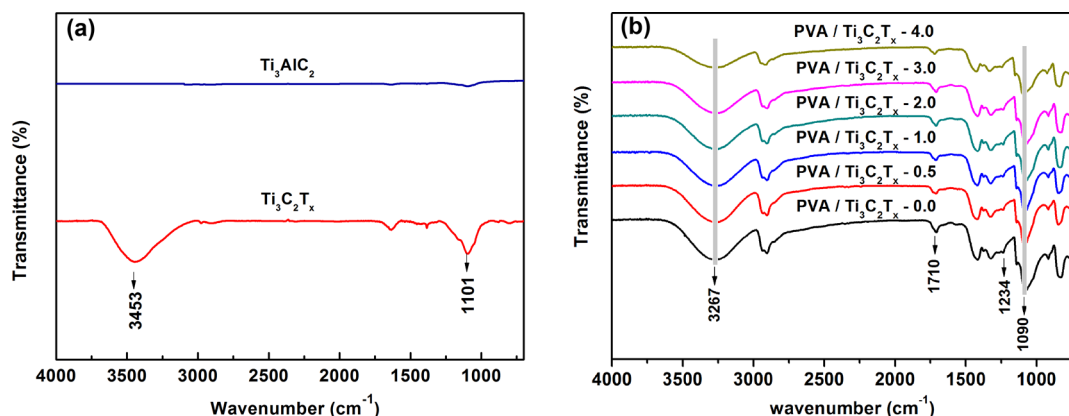 (a)
Ti₃AlC₂
Ti₃C₂Tₓ
3453
1101
Transmittance (%)
4000 3500 3000 2500 2000 1500 1000
Wavenumber (cm⁻¹)
(b)
PVA / Ti₃C₂Tₓ - 4.0
PVA / Ti₃C₂Tₓ - 3.0
PVA / Ti₃C₂Tₓ - 2.0
PVA / Ti₃C₂Tₓ - 1.0
PVA / Ti₃C₂Tₓ - 0.5
PVA / Ti₃C₂Tₓ - 0.0
3267
1710
1234
1090
Transmittance (%)
4000 3500 3000 2500 2000 1500 1000
wavenumber (cm⁻¹)